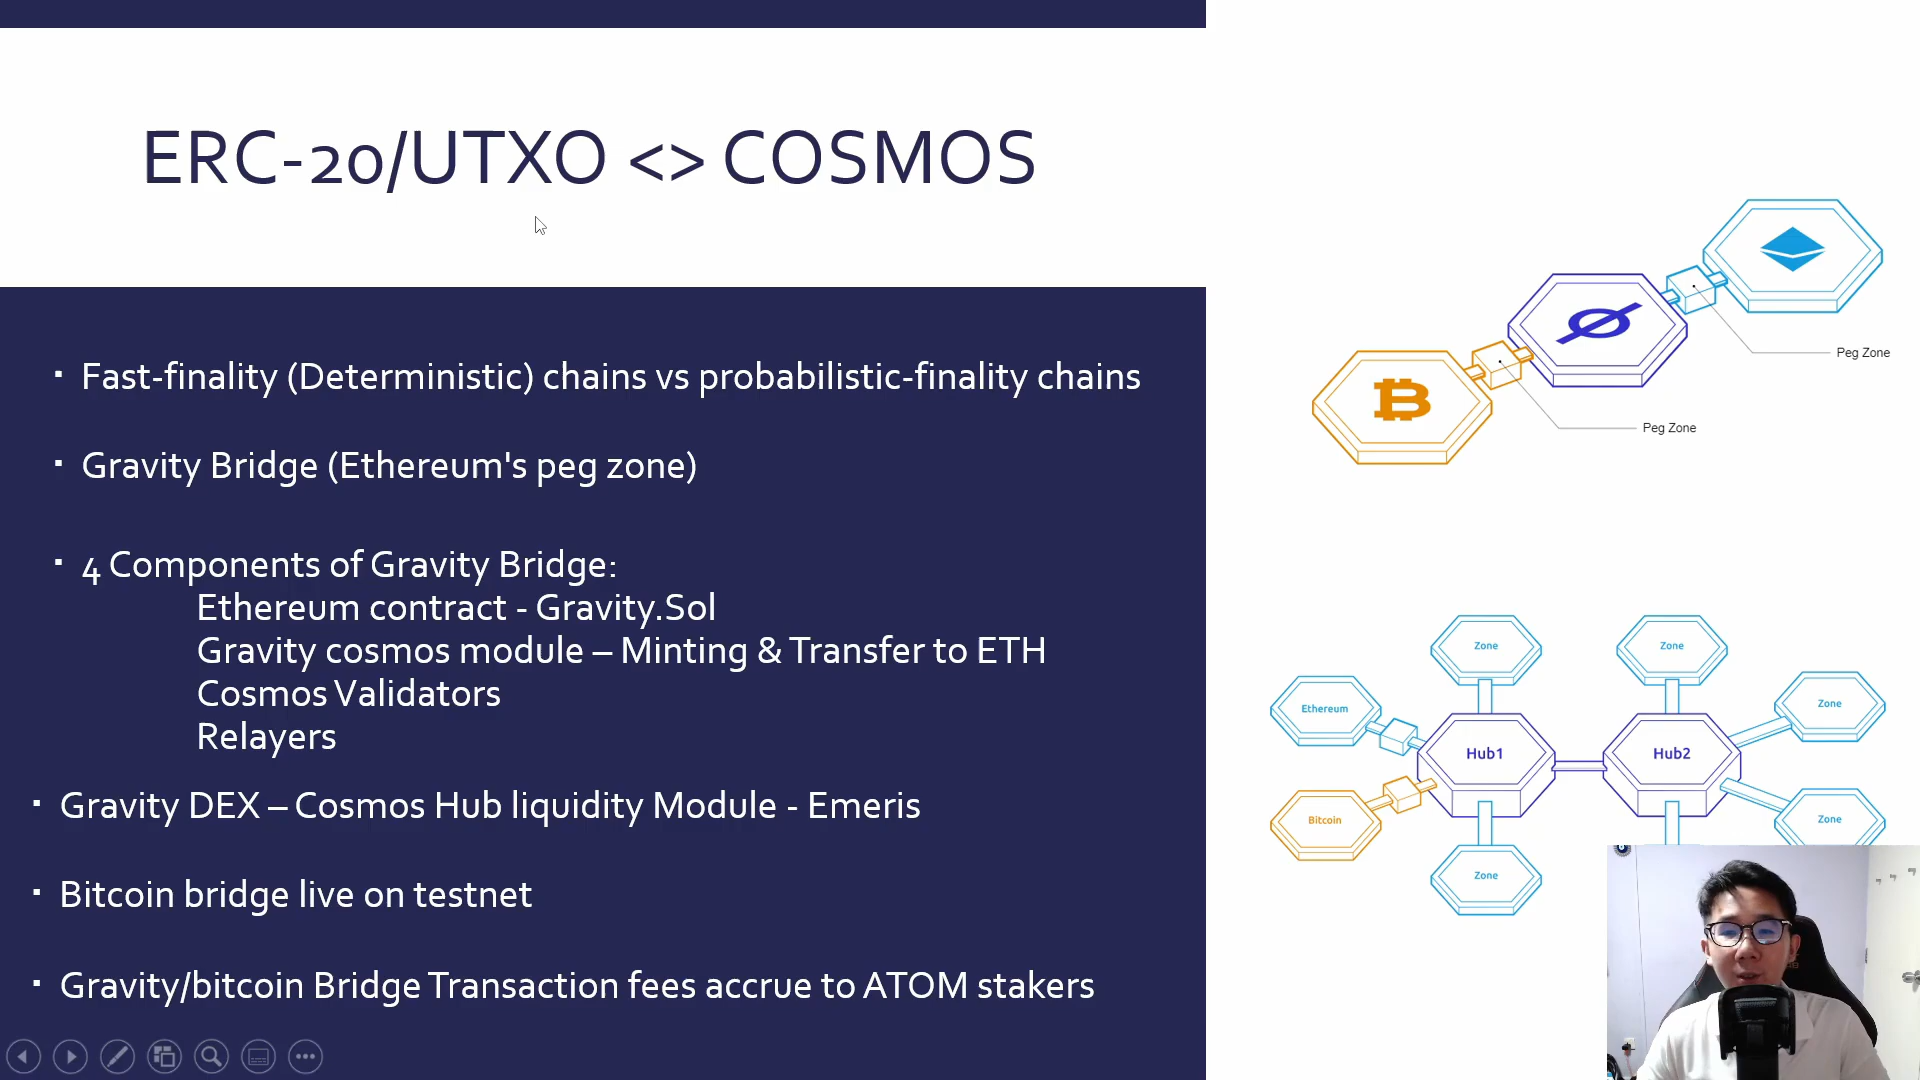 ERC-20/UTXO <> COSMOS
▪ Fast-finality (Deterministic) chains vs probabilistic-finality chains
▪ Gravity Bridge (Ethereum's peg zone)
▪ 4 Components of Gravity Bridge:
Ethereum contract - Gravity.Sol
Gravity cosmos module – Minting & Transfer to ETH
Cosmos Validators
Relayers
▪ Gravity DEX – Cosmos Hub liquidity Module - Emeris
▪ Bitcoin bridge live on testnet
▪ Gravity/bitcoin Bridge Transaction fees accrue to ATOM stakers
Peg Zone
Peg Zone
Zone
Zone
Ethereum
Zone
Hub1
Hub2
Bitcoin
Zone
Zone